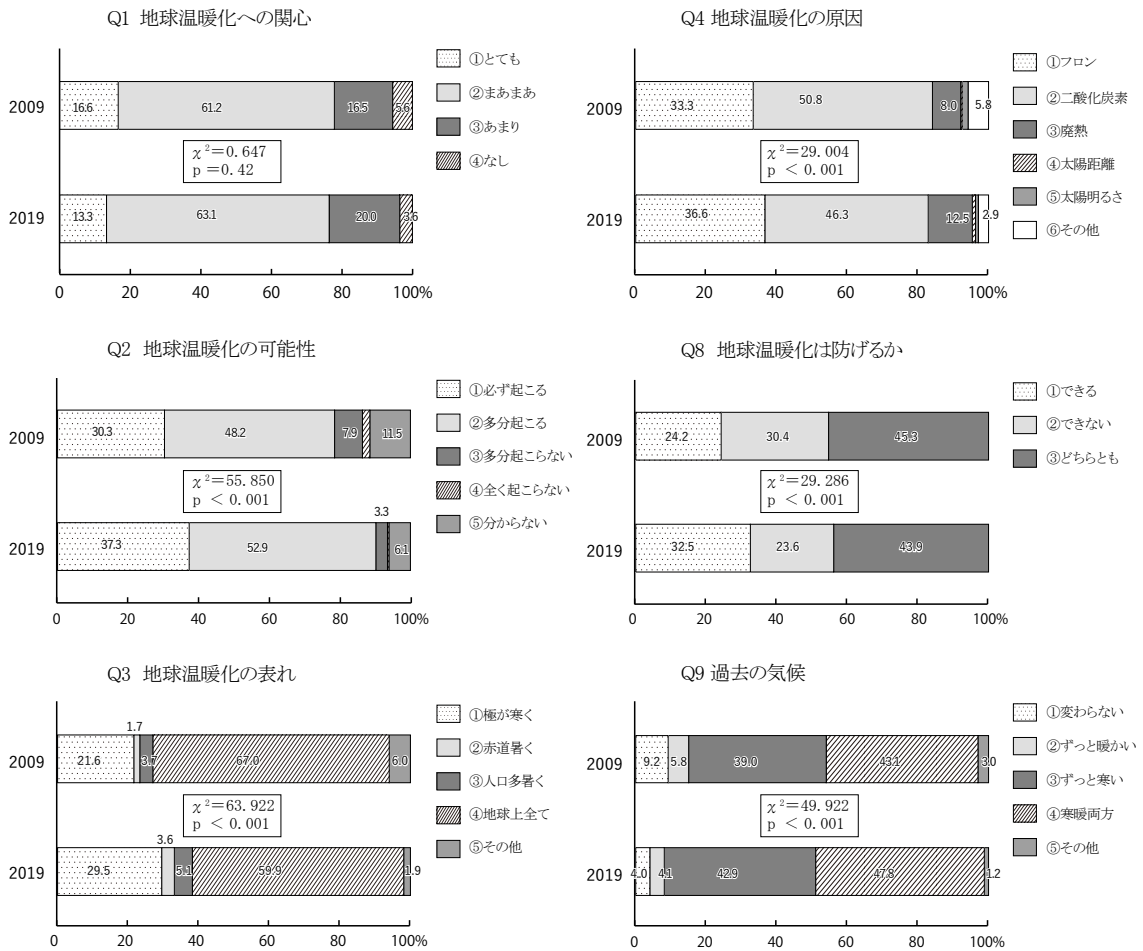 Q1 地球温暖化への関心
①とても
②まあまあ
③あまり
④なし
2009
16.6
61.2
16.5
5.6
χ²=0.647
p=0.42
2019
13.3
63.1
20.0
3.6
0
20
40
60
80
100%
Q4 地球温暖化の原因
①フロン
②二酸化炭素
③廃熱
④太陽距離
⑤太陽明るさ
⑥その他
2009
33.3
50.8
8.0
5.8
χ²=29.004
p < 0.001
2019
36.6
46.3
12.5
2.9
0
20
40
60
80
100%
Q2 地球温暖化の可能性
①必ず起こる
②多分起こる
③多分起こらない
④全く起こらない
⑤分からない
2009
30.3
48.2
7.9
11.5
χ²=55.850
p < 0.001
3.3
2019
37.3
52.9
6.1
0
20
40
60
80
100%
Q8 地球温暖化は防げるか
①できる
②できない
③どちらとも
2009
24.2
30.4
45.3
χ²=29.286
p < 0.001
2019
32.5
23.6
43.9
0
20
40
60
80
100%
Q3 地球温暖化の表れ
①極が寒く
②赤道暑く
③人口多暑く
④地球上全て
⑤その他
1.7
2009
21.6
3.7
67.0
6.0
χ²=63.922
p < 0.001
3.6
2019
29.5
5.1
59.9
1.9
0
20
40
60
80
100%
Q9 過去の気候
①変わらない
②ずっと暖かい
③ずっと寒い
④寒暖両方
⑤その他
2009
9.2
5.8
39.0
43.1
3.0
χ²=49.922
p < 0.001
2019
4.0
4.1
42.9
47.8
1.2
0
20
40
60
80
100%